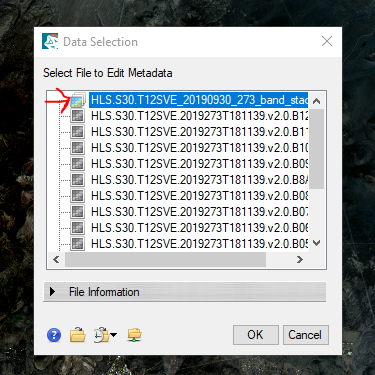 Data Selection
Select File to Edit Metadata
HLS.S30.T12SVE_20190930_273_band_stac
HLS.S30.T12SVE.2019273T181139.v2.0.B12
HLS.S30.T12SVE.2019273T181139.v2.0.B11
HLS.S30.T12SVE.2019273T181139.v2.0.B10
HLS.S30.T12SVE.2019273T181139.v2.0.B09
HLS.S30.T12SVE.2019273T181139.v2.0.B8A
HLS.S30.T12SVE.2019273T181139.v2.0.B08
HLS.S30.T12SVE.2019273T181139.v2.0.B07
HLS.S30.T12SVE.2019273T181139.v2.0.B06
HLS.S30.T12SVE.2019273T181139.v2.0.B05
File Information
OK Cancel